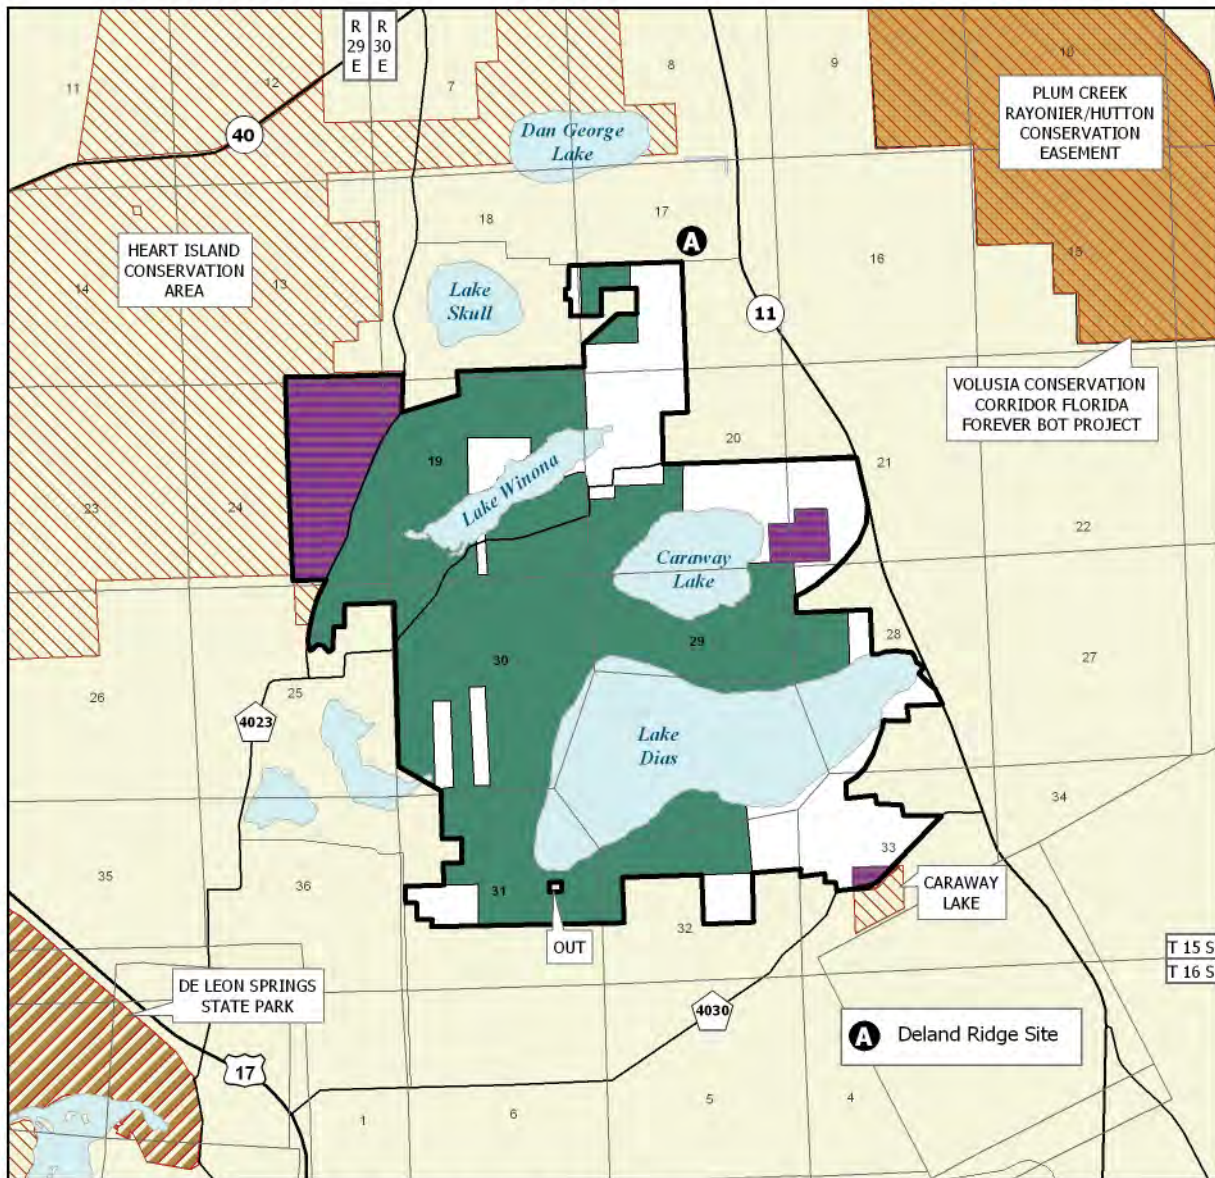 R
29
E
R
30
E
11
12
7
8
9
10
40
Dan George
Lake
PLUM CREEK
RAYONIER/HUTTON
CONSERVATION
EASEMENT
18
17
A
16
15
HEART ISLAND
CONSERVATION
AREA
14
13
Lake
Skull
11
VOLUSIA CONSERVATION
CORRIDOR FLORIDA
FOREVER BOT PROJECT
19
20
21
Lake Winona
23
24
22
Caraway
Lake
29
28
27
30
26
25
4023
Lake
Dias
34
33
35
36
31
CARAWAY
LAKE
32
OUT
T 15 S
T 16 S
DE LEON SPRINGS
STATE PARK
4030
A Deland Ridge Site
17
1
6
5
4